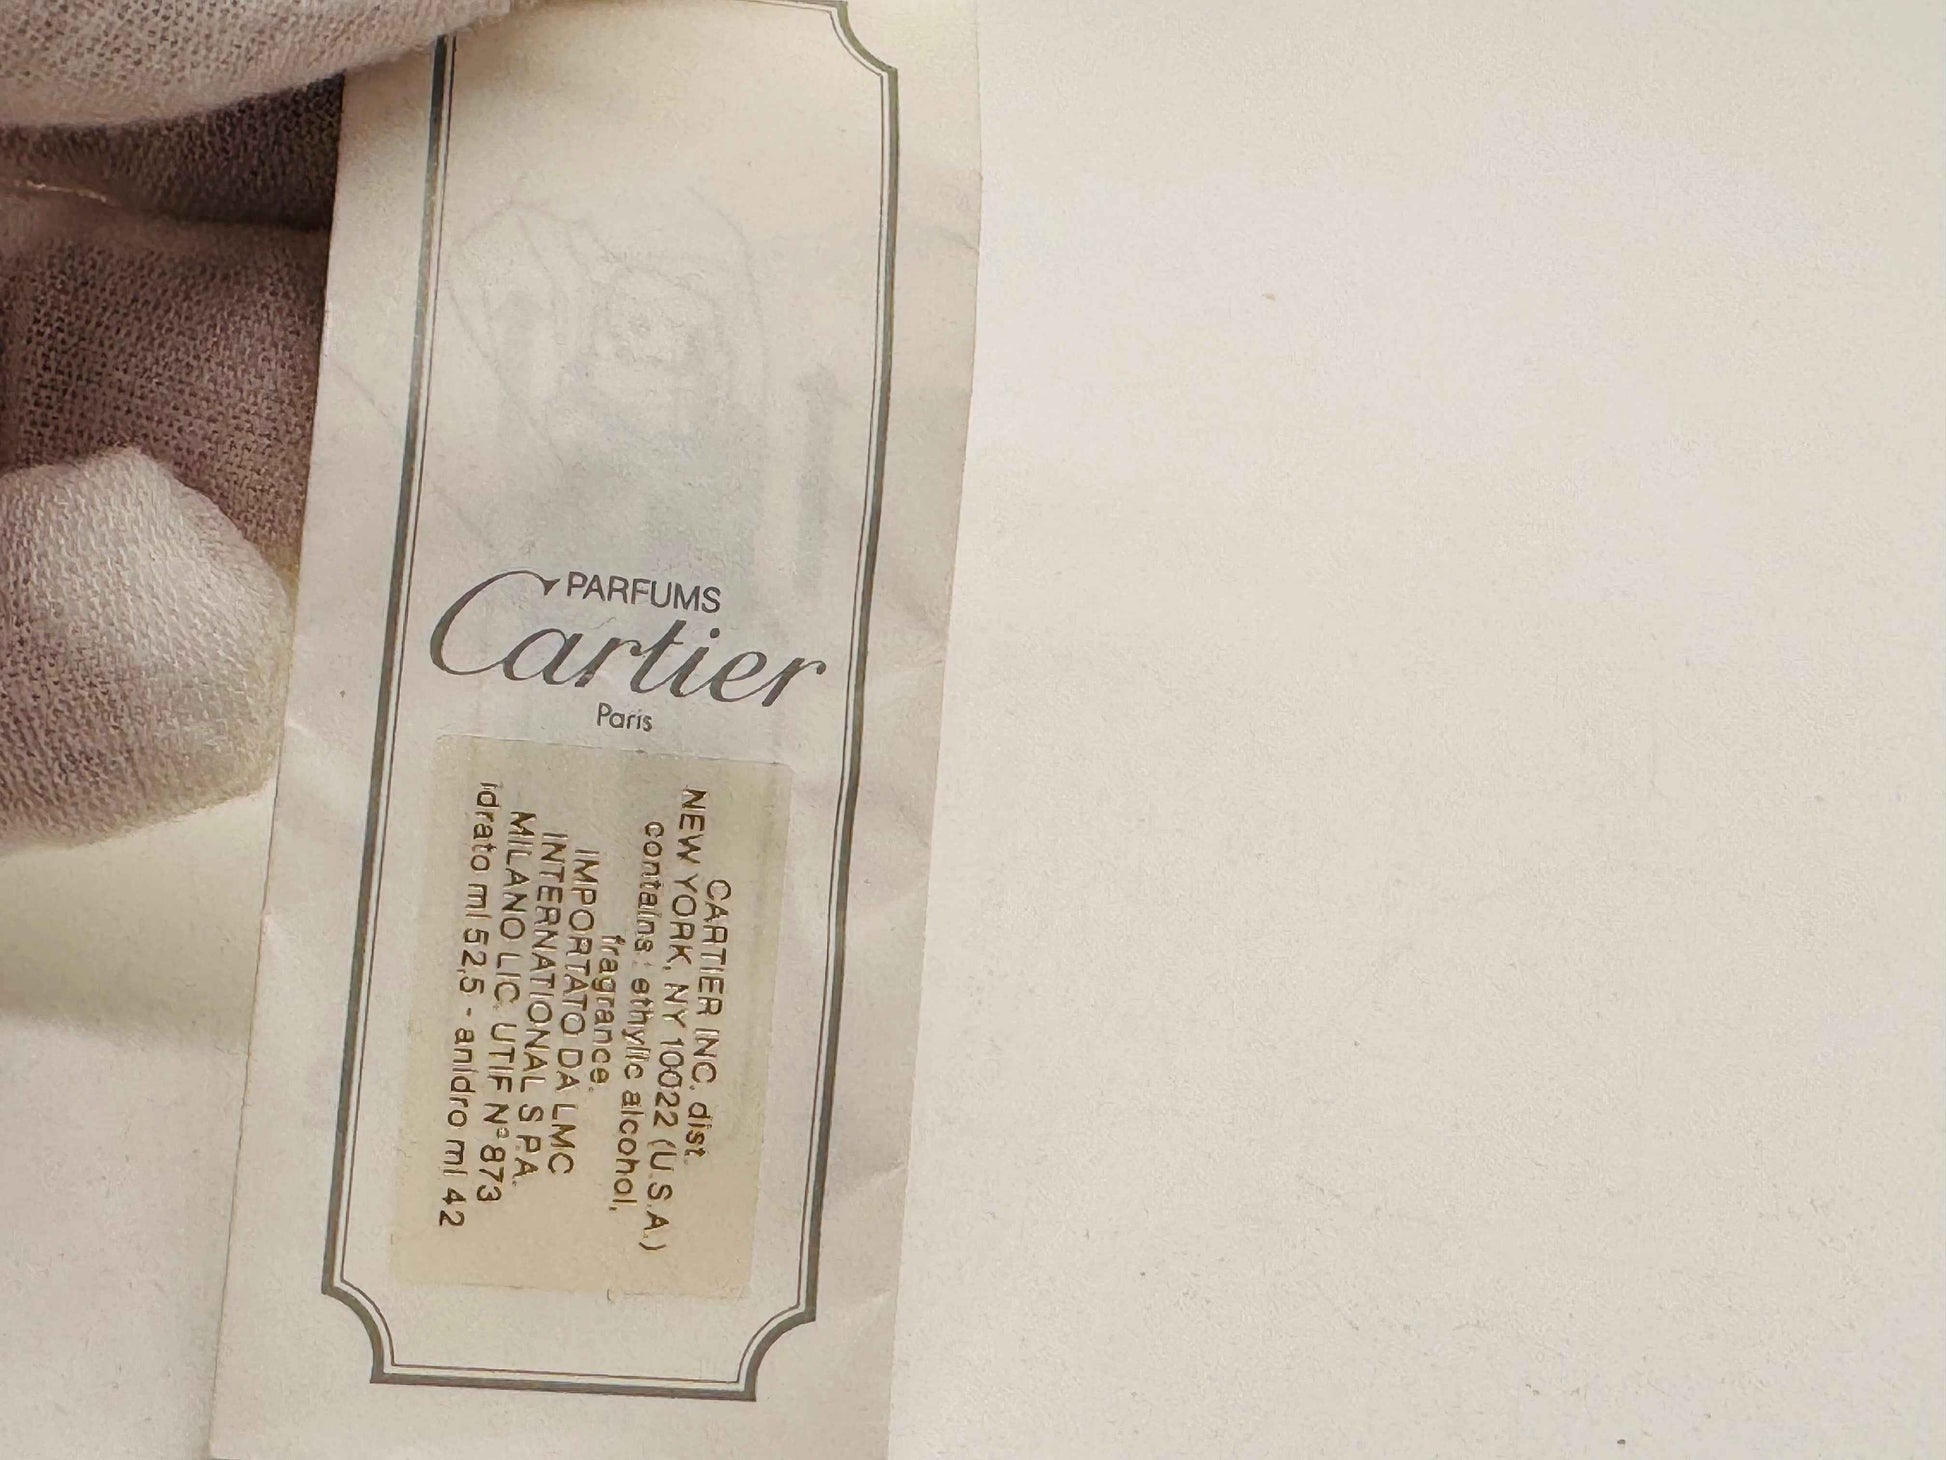 PARFUMS
Cartier
Paris
CARTIER INC. dist.
NEW YORK, NY 10022 (U.S.A.)
contains: ethylic alcohol,
fragrance.
IMPORTATO DA LMC
INTERNATIONAL S.P.A.
MILANO LIC. UTIF N° 873
idrato ml 52,5 - anidro ml 42